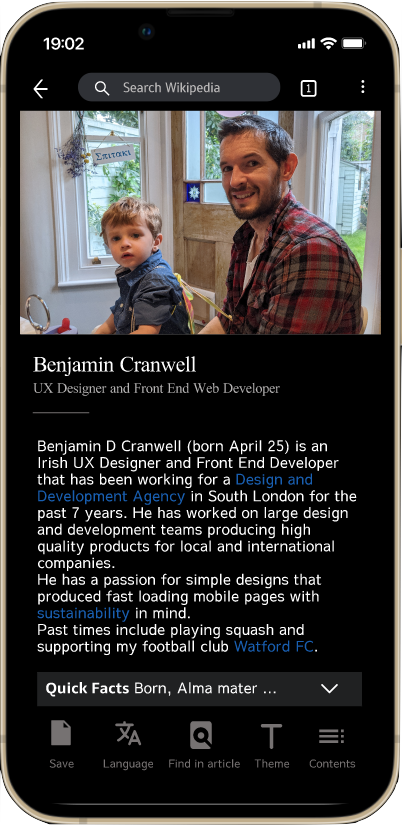 19:02
Search Wikipedia
1
Σπιτάκι
Benjamin Cranwell
UX Designer and Front End Web Developer
Benjamin D Cranwell (born April 25) is an
Irish UX Designer and Front End Developer
that has been working for a Design and
Development Agency in South London for the
past 7 years. He has worked on large design
and development teams producing high
quality products for local and international
companies.
He has a passion for simple designs that
produced fast loading mobile pages with
sustainability in mind.
Past times include playing squash and
supporting my football club Watford FC.
Quick Facts Born, Alma mater ...
Save Language Find in article Theme Contents